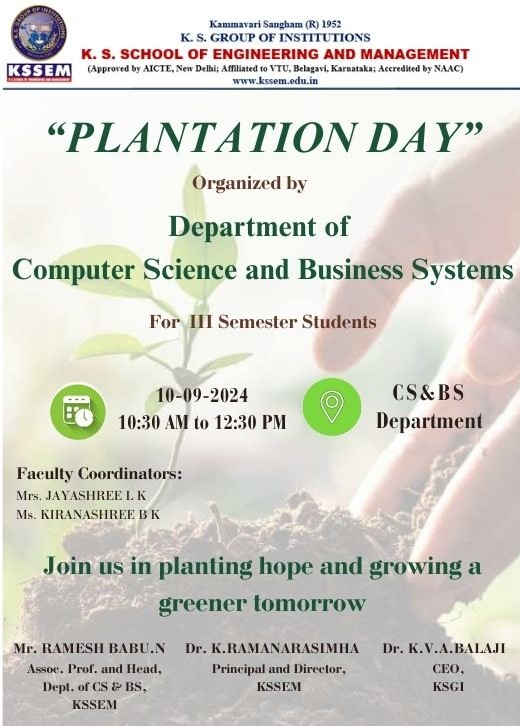 K. S. GROUP OF INSTITUTIONS
KSSEM
Kammavari Sangham (R) 1952
K. S. GROUP OF INSTITUTIONS
K. S. SCHOOL OF ENGINEERING AND MANAGEMENT
(Approved by AICTE, New Delhi; Affiliated to VTU, Belagavi, Karnataka; Accredited by NAAC)
www.kssem.edu.in
“PLANTATION DAY”
Organized by
Department of
Computer Science and Business Systems
For III Semester Students
10-09-2024
10:30 AM to 12:30 PM
CS&BS
Department
Faculty Coordinators:
Mrs. JAYASHREE L K
Ms. KIRANASHREE B K
Join us in planting hope and growing a
greener tomorrow
Mr. RAMESH BABU.N
Assoc. Prof. and Head,
Dept. of CS & BS,
KSSEM
Dr. K.RAMANARASIMHA
Principal and Director,
KSSEM
Dr. K.V.A.BALAJI
CEO,
KSGI